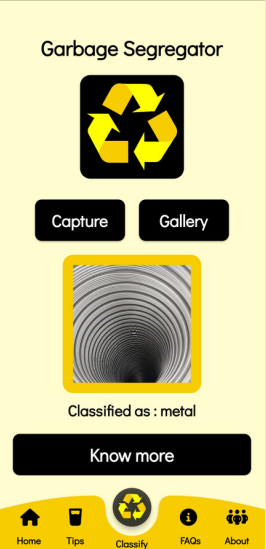 Garbage Segregator
Capture
Gallery
Classified as : metal
Know more
Home
Tips
Classify
FAQs
About